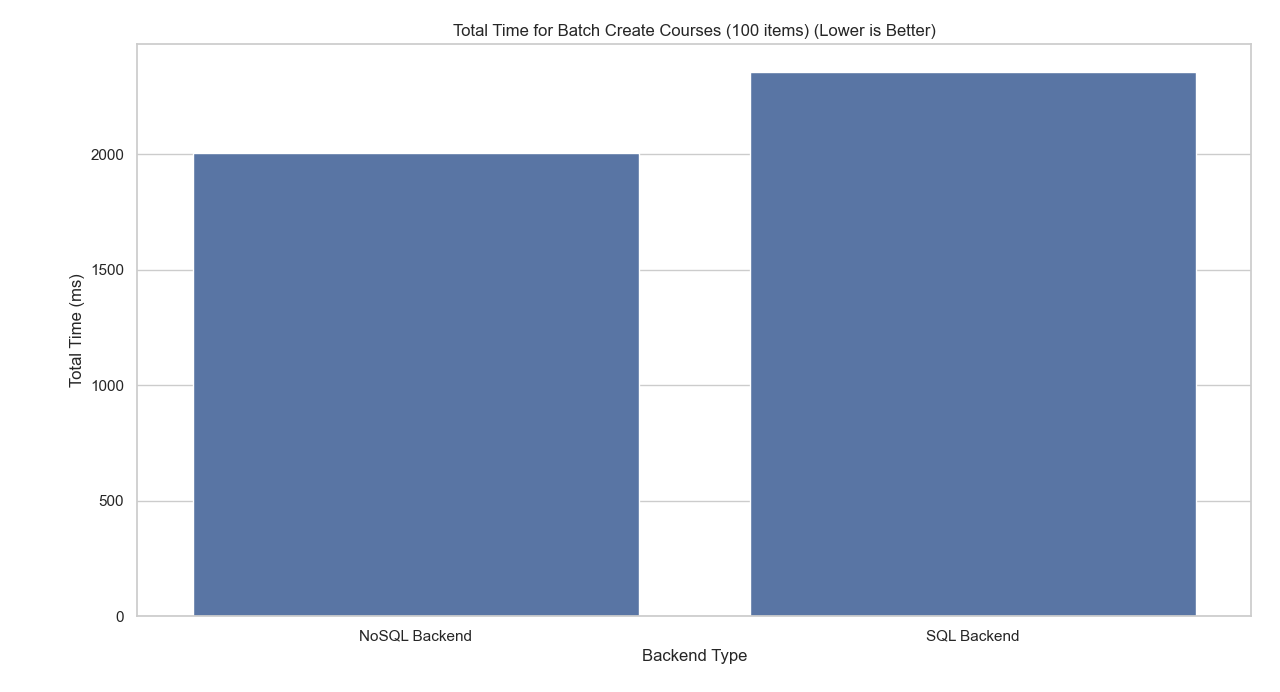 Total Time for Batch Create Courses (100 items) (Lower is Better)
Total Time (ms)
2000
1500
1000
500
0
NoSQL Backend
SQL Backend
Backend Type